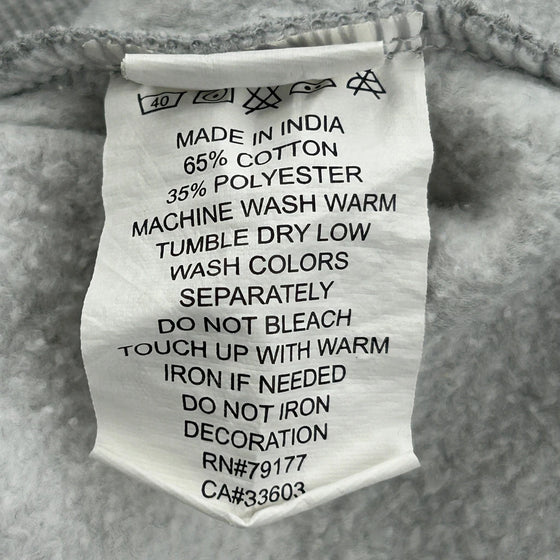 40
MADE IN INDIA
65% COTTON
35% POLYESTER
MACHINE WASH WARM
TUMBLE DRY LOW
WASH COLORS
SEPARATELY
DO NOT BLEACH
TOUCH UP WITH WARM
IRON IF NEEDED
DO NOT IRON
DECORATION
RN#79177
CA#33603